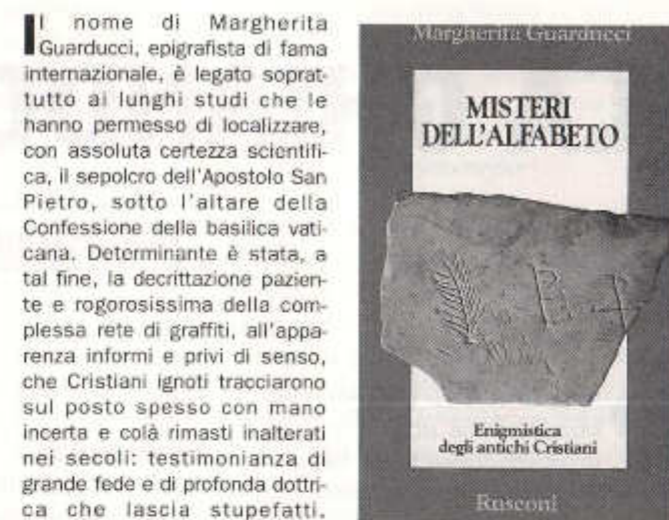 Il nome di Margherita
Guarducci, epigrafista di fama
internazionale, è legato soprat-
tutto ai lunghi studi che le
hanno permesso di localizzare,
con assoluta certezza scientifi-
ca, il sepolcro dell'Apostolo San
Pietro, sotto l'altare della
Confessione della basilica vati-
cana. Determinante è stata, a
tal fine, la decrittazione pazien-
te e rogorosissima della com-
plessa rete di graffiti, all'appa-
renza informi e privi di senso,
che Cristiani ignoti tracciarono
sul posto spesso con mano
incerta e colà rimasti inalterati
nei secoli: testimonianza di
grande fede e di profonda dottri-
ca che lascia stupefatti.
Margherita Guarducci
MISTERI
DELL'ALFABETO
Enigmistica
degli antichi Cristiani
Rusconi